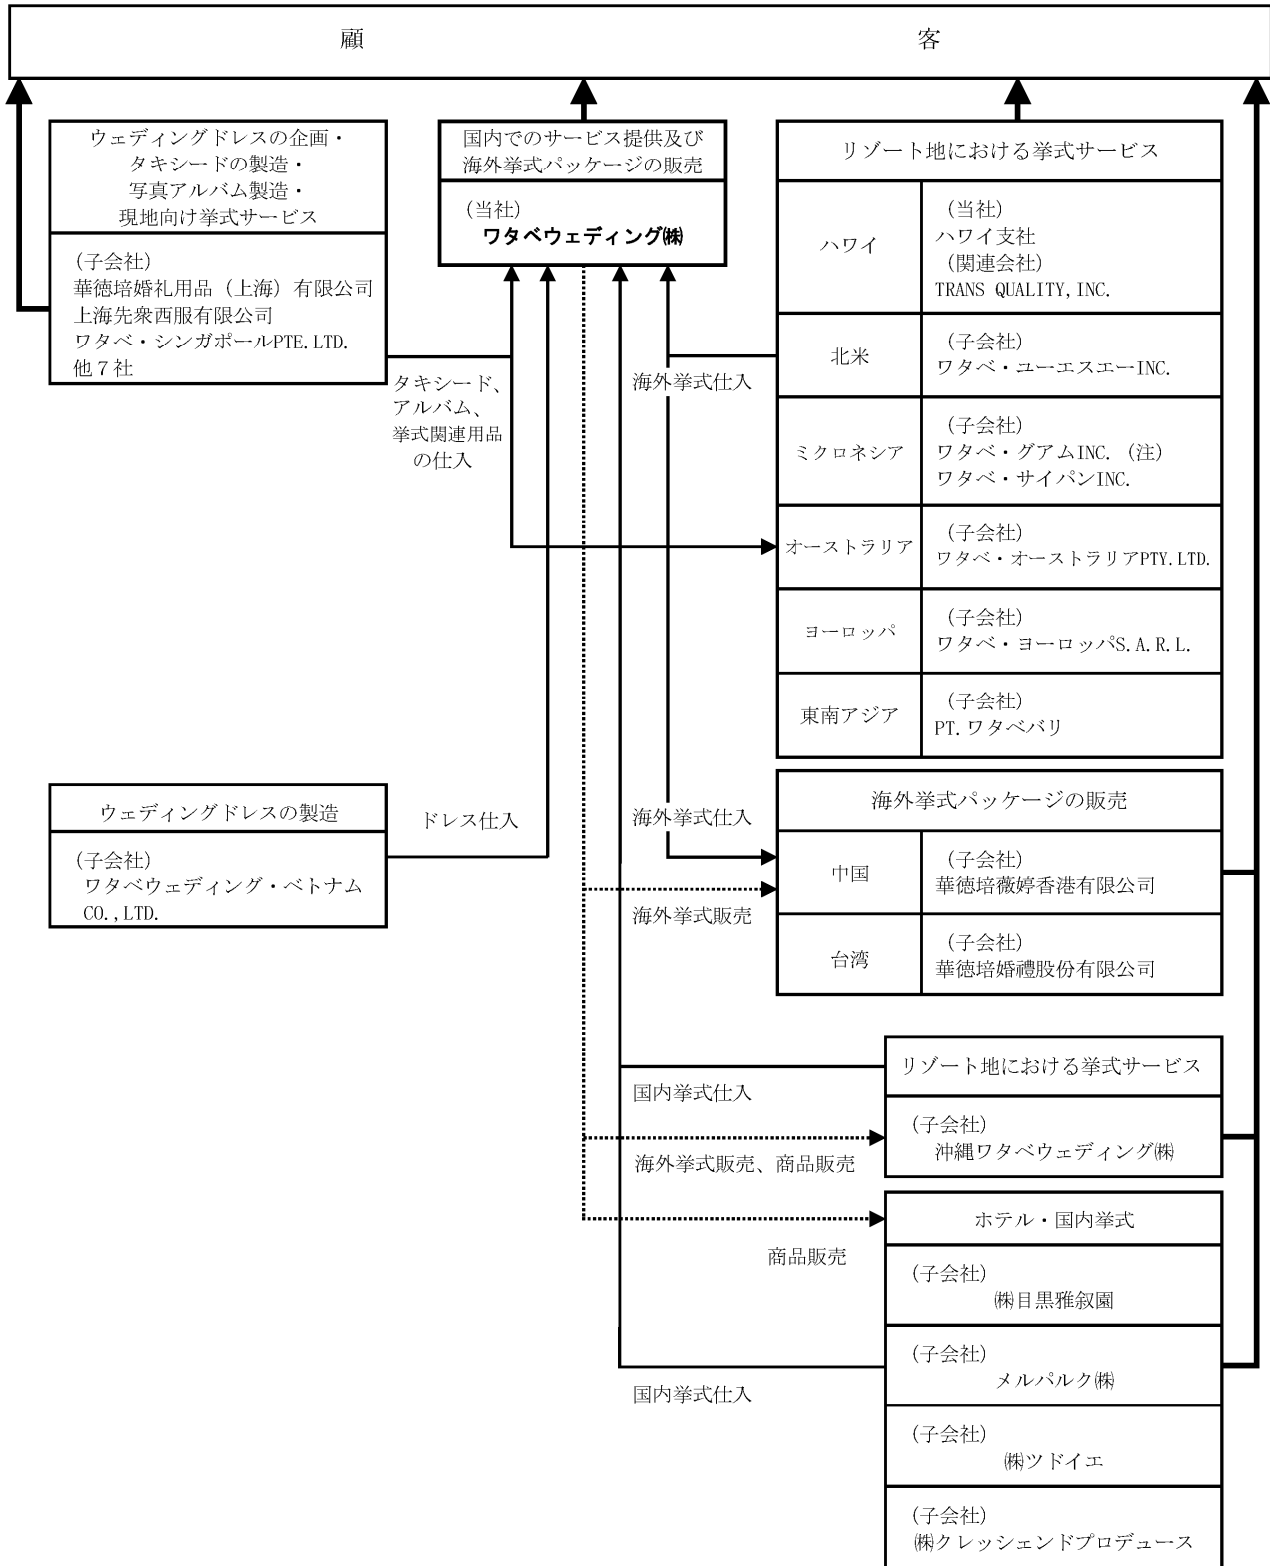 顧客
ウェディングドレスの企画・
タキシードの製造・
写真アルバム製造・
現地向け挙式サービス
(子会社)
華徳培婚礼用品（上海）有限公司
上海先衆西服有限公司
ワタベ・シンガポールPTE.LTD.
他７社
国内でのサービス提供及び
海外挙式パッケージの販売
(当社)
ワタベウェディング㈱
リゾート地における挙式サービス
ハワイ
(当社)
ハワイ支社
(関連会社)
TRANS QUALITY,INC.
北米
(子会社)
ワタベ・ユーエスエーINC.
ミクロネシア
(子会社)
ワタベ・グアムINC.（注）
ワタベ・サイパンINC.
オーストラリア
(子会社)
ワタベ・オーストラリアPTY.LTD.
ヨーロッパ
(子会社)
ワタベ・ヨーロッパS.A.R.L.
東南アジア
(子会社)
PT.ワタベバリ
タキシード、
アルバム、
挙式関連用品
の仕入
海外挙式仕入
ウェディングドレスの製造
(子会社)
ワタベウェディング・ベトナム
CO.,LTD.
ドレス仕入
海外挙式仕入
海外挙式販売
海外挙式パッケージの販売
中国
(子会社)
華徳培薇婷香港有限公司
台湾
(子会社)
華徳培婚禮股份有限公司
国内挙式仕入
リゾート地における挙式サービス
(子会社)
沖縄ワタベウェディング㈱
海外挙式販売、商品販売
商品販売
ホテル・国内挙式
(子会社)
㈱目黒雅叙園
(子会社)
メルパルク㈱
国内挙式仕入
(子会社)
㈱ツドイエ
(子会社)
㈱クレッシェンドプロデュース